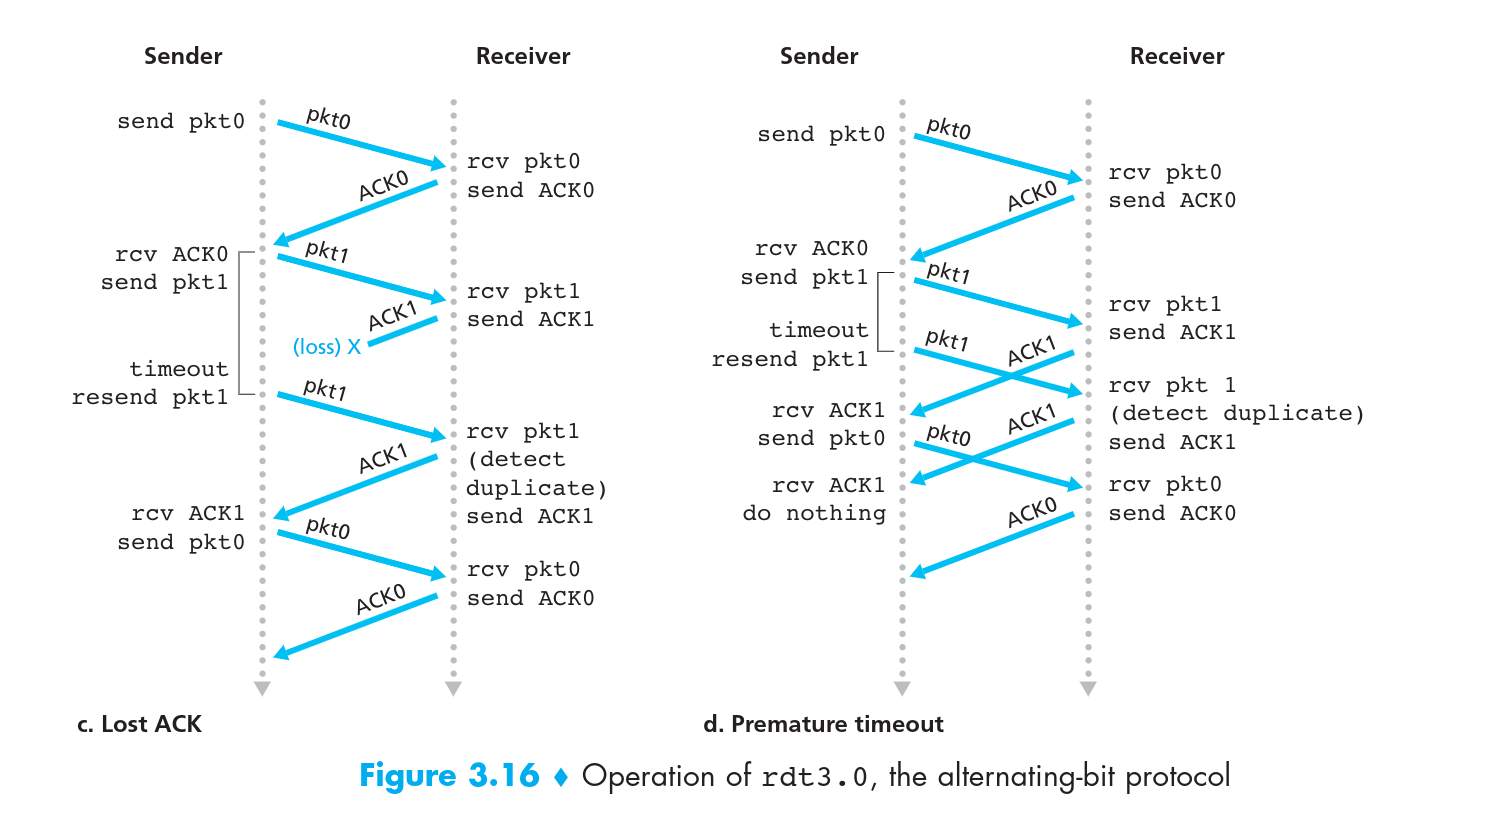 Sender
Receiver
send pkt0
pkt0
rcv pkt0
send ACK0
ACK0
rcv ACK0
send pkt1
pkt1
rcv pkt1
send ACK1
ACK1
(loss) X
timeout
resend pkt1
pkt1
rcv pkt1
(detect
duplicate)
send ACK1
ACK1
rcv ACK1
send pkt0
pkt0
rcv pkt0
send ACK0
ACK0
c. Lost ACK
Sender
Receiver
send pkt0
pkt0
rcv pkt0
send ACK0
ACK0
rcv ACK0
send pkt1
pkt1
rcv pkt1
send ACK1
timeout
resend pkt1
pkt1
ACK1
rcv pkt 1
(detect duplicate)
send ACK1
rcv ACK1
send pkt0
ACK1
pkt0
rcv ACK1
do nothing
rcv pkt0
send ACK0
ACK0
d. Premature timeout
Figure 3.16 ♦ Operation of rdt3.0, the alternating-bit protocol